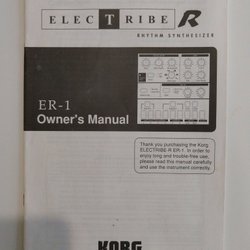 ELECTRIBE R
RHYTHM SYNTHESIZER
ER-1
Owner's Manual
Thank you purchasing the Korg
ELECTRIBE·R ER-1. In order to
enjoy long and trouble-free use,
please read this manual carefully
and use the instrument correctly.
KORG